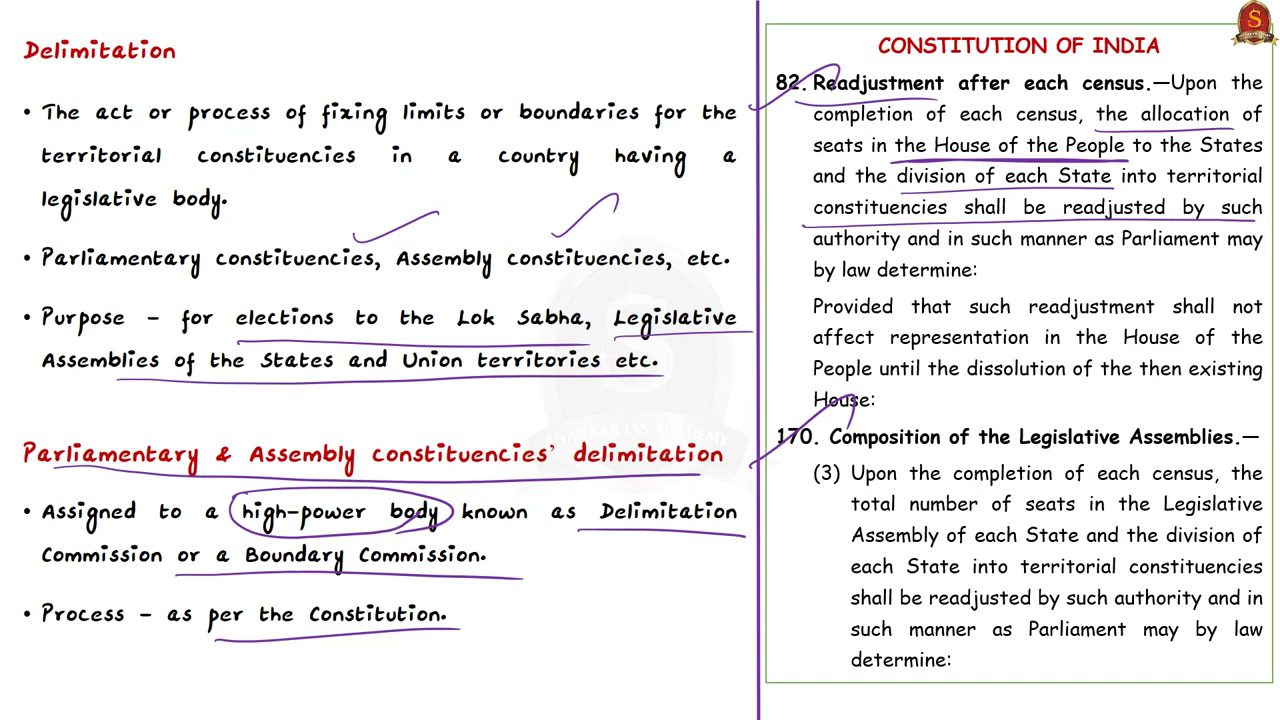 Delimitation
• The act or process of fixing limits or boundaries for the
territorial constituencies in a country having a
legislative body.
• Parliamentary constituencies, Assembly constituencies, etc.
• Purpose – for elections to the Lok Sabha, Legislative
Assemblies of the States and Union territories etc.
Parliamentary & Assembly constituencies' delimitation
• Assigned to a high-power body known as Delimitation
Commission or a Boundary Commission.
• Process – as per the Constitution.
SHANKAR IAS ACADEMY
S
CONSTITUTION OF INDIA
82. Readjustment after each census.—Upon the
completion of each census, the allocation of
seats in the House of the People to the States
and the division of each State into territorial
constituencies shall be readjusted by such
authority and in such manner as Parliament may
by law determine:
Provided that such readjustment shall not
affect representation in the House of the
People until the dissolution of the then existing
House:
170. Composition of the Legislative Assemblies.—
(3) Upon the completion of each census, the
total number of seats in the Legislative
Assembly of each State and the division of
each State into territorial constituencies
shall be readjusted by such authority and in
such manner as Parliament may by law
determine: